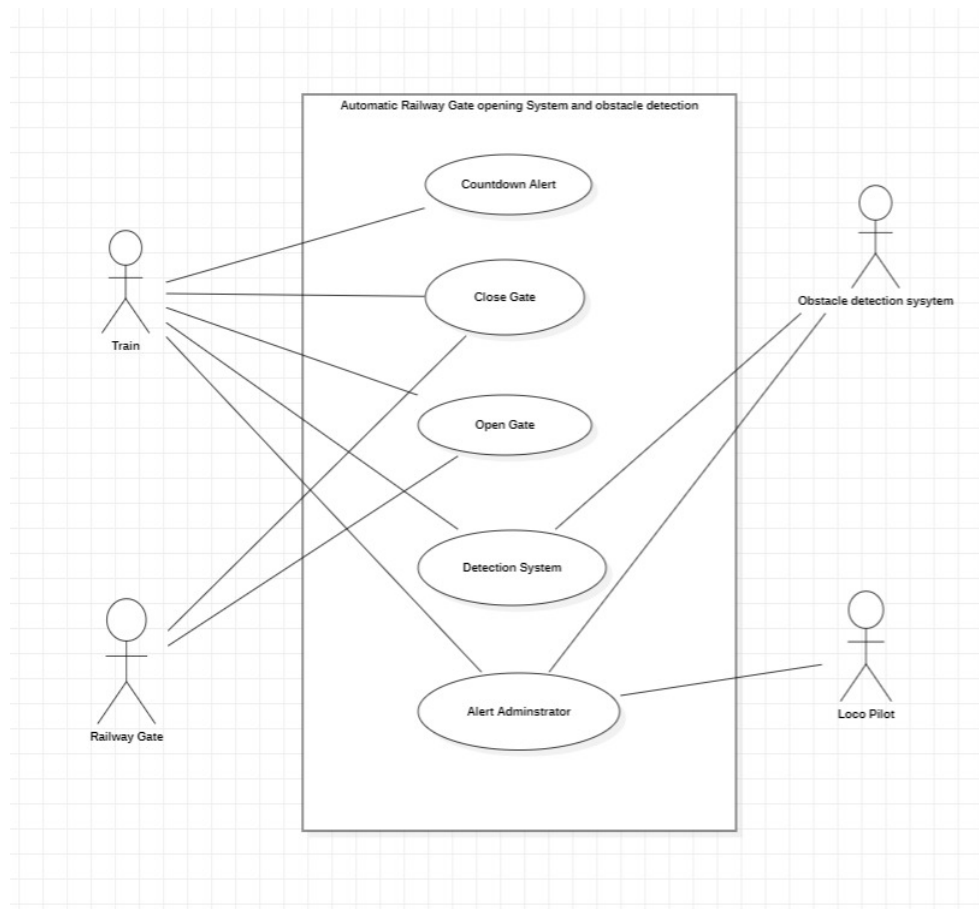 Automatic Railway Gate opening System and obstacle detection
Countdown Alert
Close Gate
Open Gate
Detection System
Alert Adminstrator
Train
Railway Gate
Obstacle detection sysytem
Loco Pilot